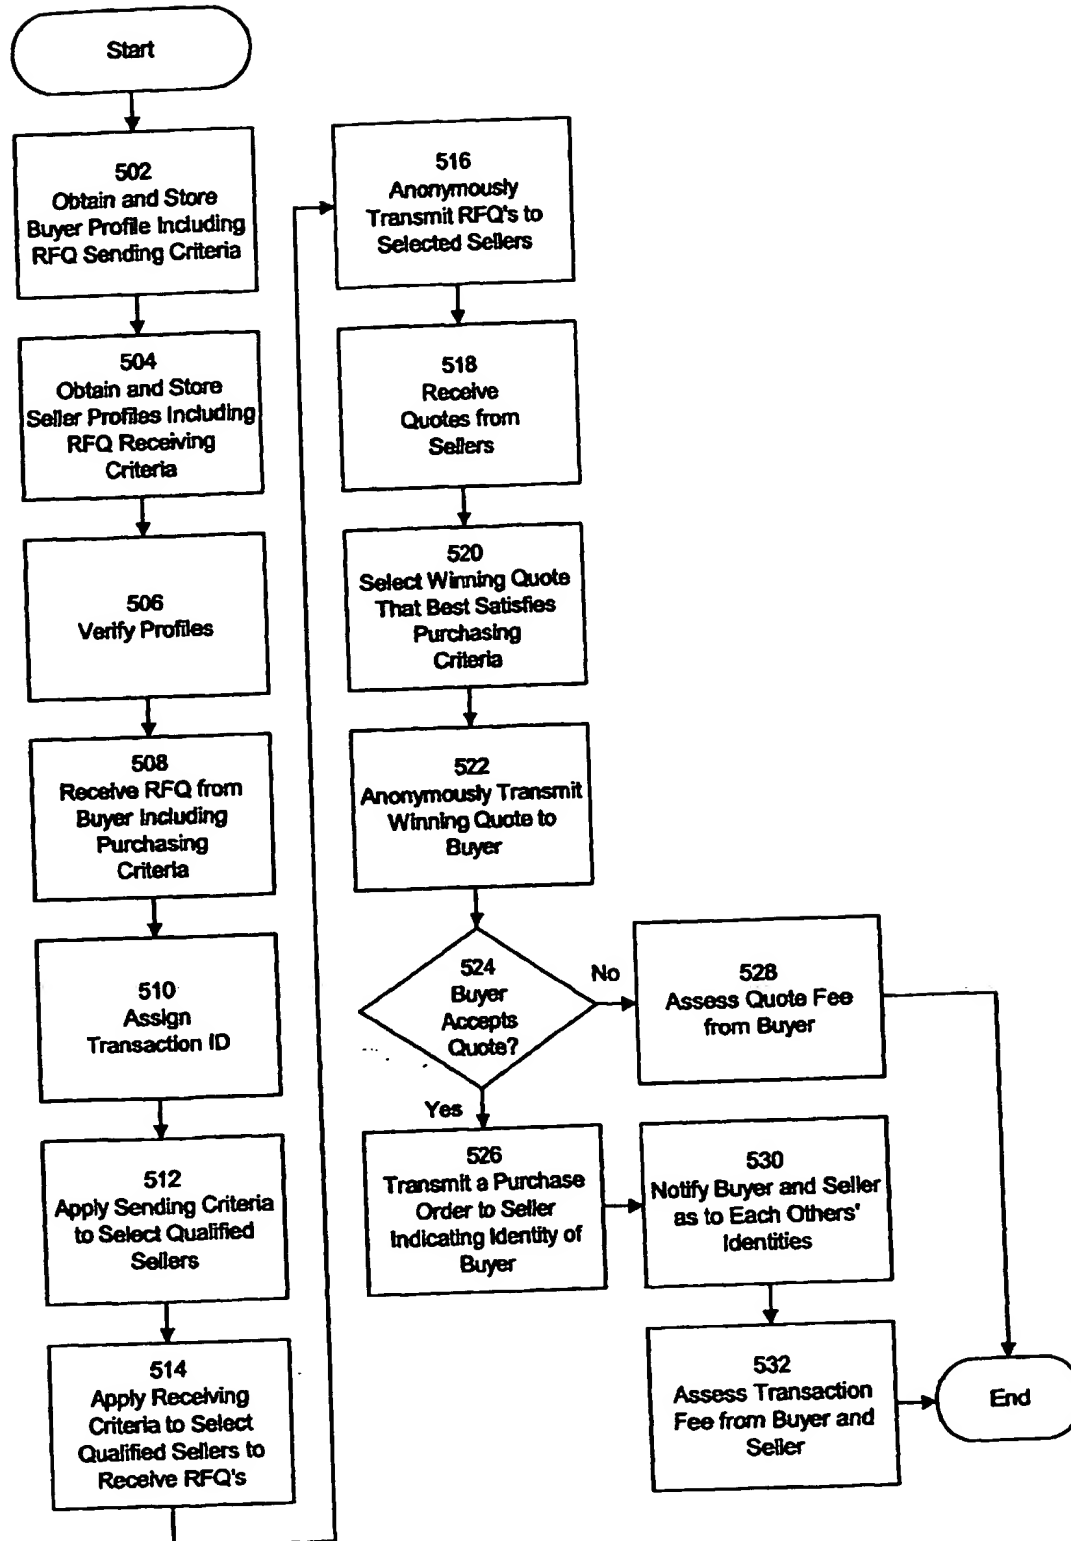 Start
502
Obtain and Store
Buyer Profile Including
RFQ Sending Criteria
504
Obtain and Store
Seller Profiles Including
RFQ Receiving
Criteria
506
Verify Profiles
508
Receive RFQ from
Buyer Including
Purchasing
Criteria
510
Assign
Transaction ID
512
Apply Sending Criteria
to Select Qualified
Sellers
514
Apply Receiving
Criteria to Select
Qualified Sellers to
Receive RFQ's
516
Anonymously
Transmit RFQ's to
Selected Sellers
518
Receive
Quotes from
Sellers
520
Select Winning Quote
That Best Satisfies
Purchasing
Criteria
522
Anonymously Transmit
Winning Quote to
Buyer
524
Buyer
Accepts
Quote?
No
528
Assess Quote Fee
from Buyer
Yes
526
Transmit a Purchase
Order to Seller
Indicating Identity of
Buyer
530
Notify Buyer and Seller
as to Each Others'
Identities
532
Assess Transaction
Fee from Buyer and
Seller
End